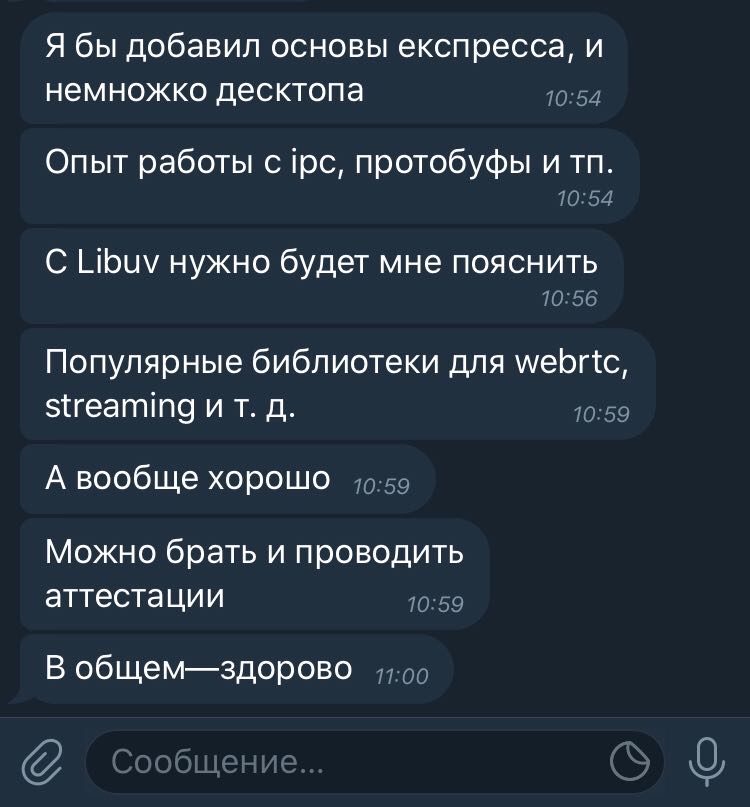 Я бы добавил основы експресса, и
немножко десктопа
10:54
Опыт работы с ipc, протобуфы и тп.
10:54
С Libuv нужно будет мне пояснить
10:56
Популярные библиотеки для webrtc,
streaming и т. д.
10:59
А вообще хорошо 10:59
Можно брать и проводить
аттестации
10:59
В общем—здорово 11:00
Сообщение...